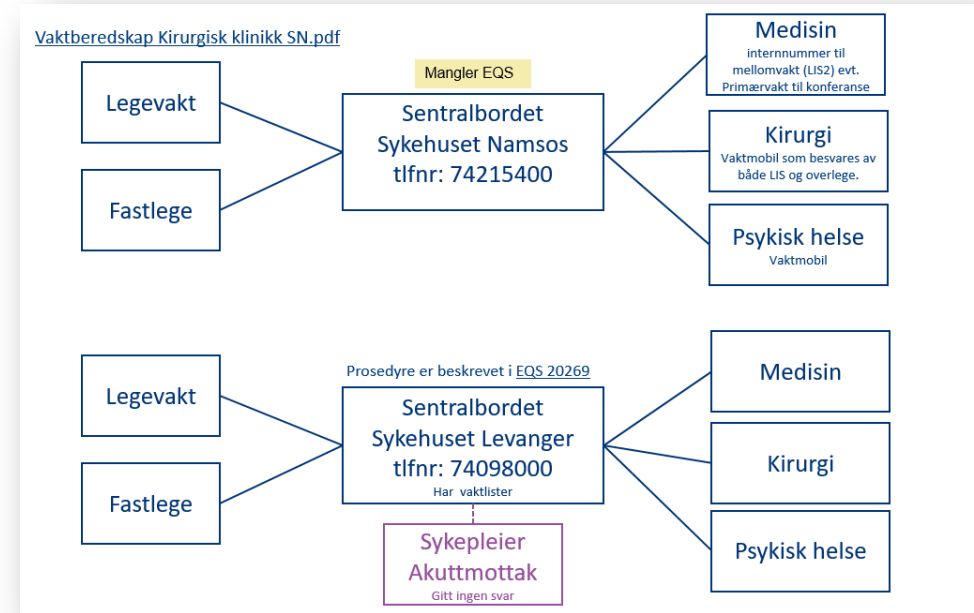 Vaktberedskap Kirurgisk klinikk SN.pdf
Legevakt
Fastlege
Mangler EQS
Sentralbordet
Sykehuset Namsos
tlfnr: 74215400
Medisin
internnummer til
mellomvakt (LIS2) evt.
Primærvakt til konferanse
Kirurgi
Vaktmobil som besvares av
både LIS og overlege.
Psykisk helse
Vaktmobil
Legevakt
Fastlege
Prosedyre er beskrevet i EQS 20269
Sentralbordet
Sykehuset Levanger
tlfnr: 74098000
Har vaktlister
Sykepleier
Akuttmottak
Gitt ingen svar
Medisin
Kirurgi
Psykisk helse